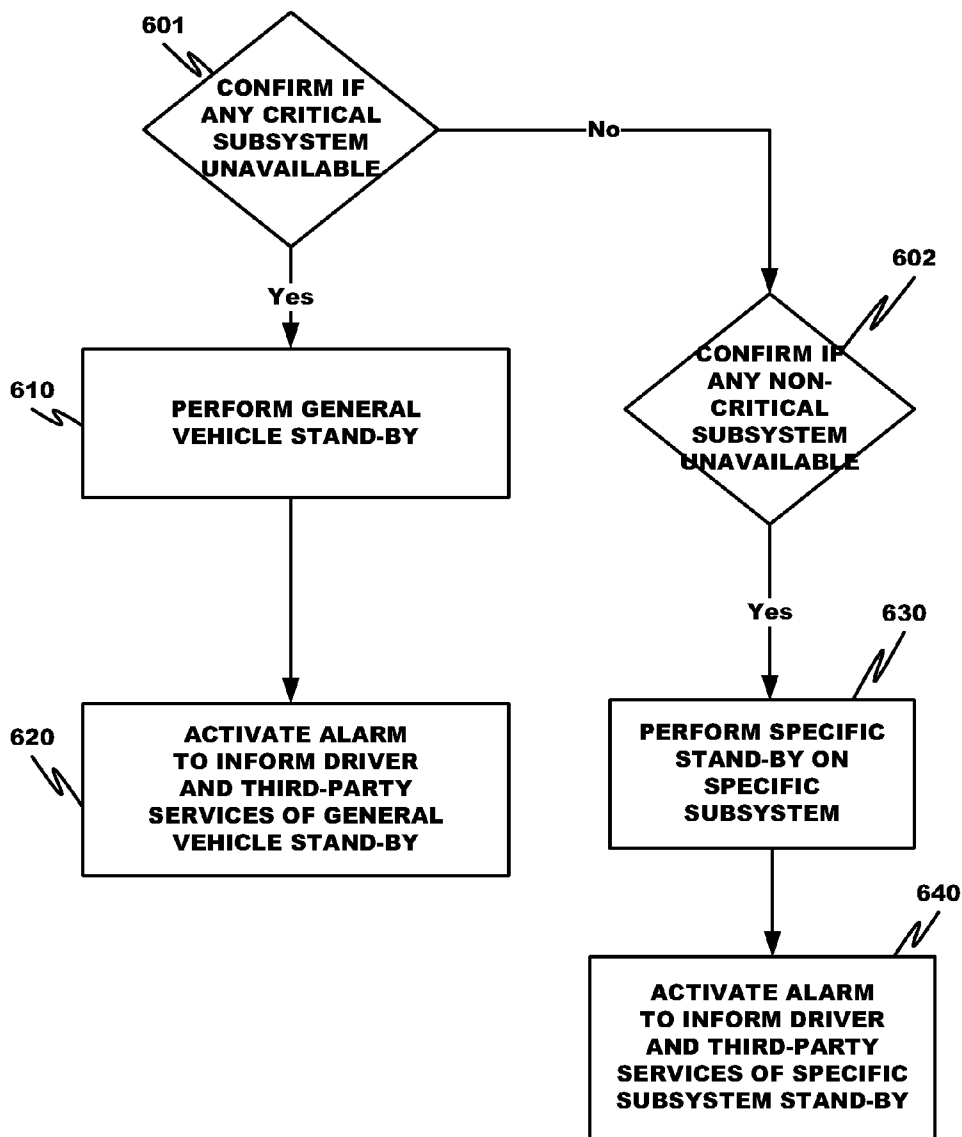 601
CONFIRM IF
ANY CRITICAL
SUBSYSTEM
UNAVAILABLE
No
Yes
602
CONFIRM IF
ANY NON-
CRITICAL
SUBSYSTEM
UNAVAILABLE
610
PERFORM GENERAL
VEHICLE STAND-BY
Yes
630
PERFORM SPECIFIC
STAND-BY ON
SPECIFIC
SUBSYSTEM
620
ACTIVATE ALARM
TO INFORM DRIVER
AND THIRD-PARTY
SERVICES OF GENERAL
VEHICLE STAND-BY
640
ACTIVATE ALARM
TO INFORM DRIVER
AND THIRD-PARTY
SERVICES OF SPECIFIC
SUBSYSTEM STAND-BY